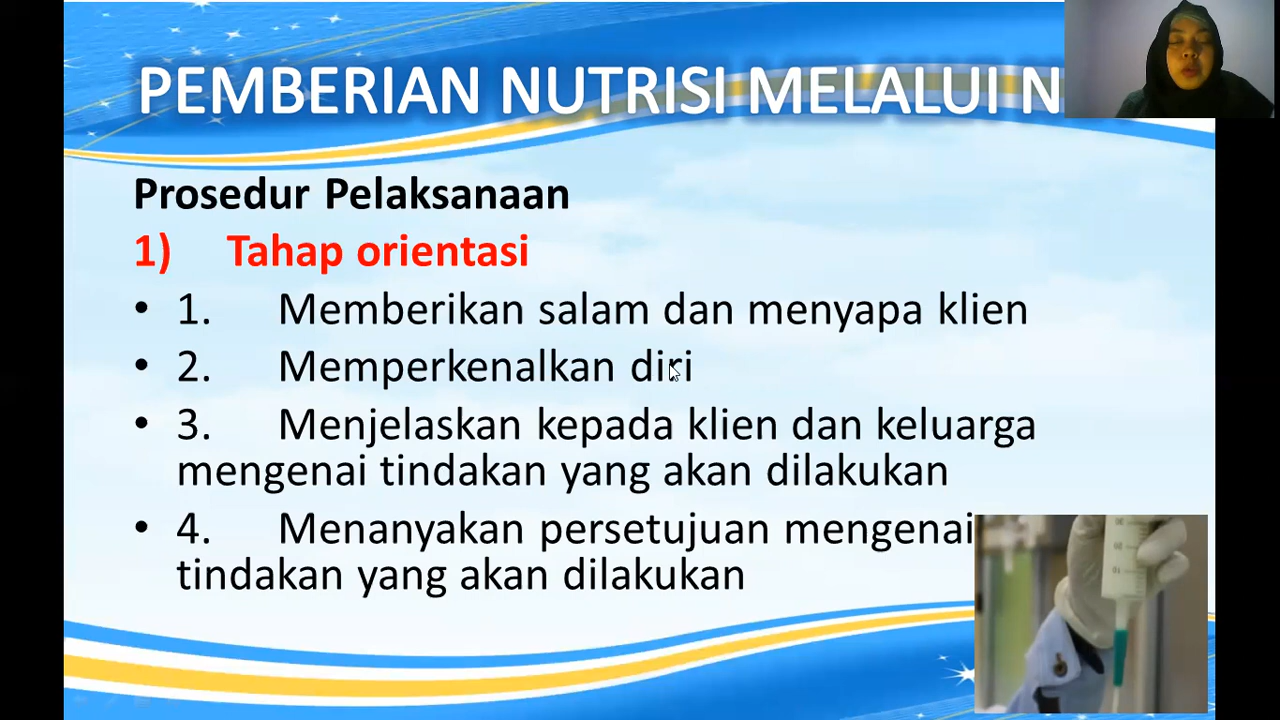 PEMBERIAN NUTRISI MELALUI N
Prosedur Pelaksanaan
1) Tahap orientasi
• 1. Memberikan salam dan menyapa klien
• 2. Memperkenalkan diri
• 3. Menjelaskan kepada klien dan keluarga
mengenai tindakan yang akan dilakukan
• 4. Menanyakan persetujuan mengenai
tindakan yang akan dilakukan